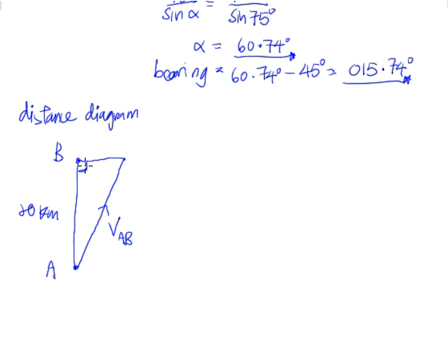 sin α = sin 75°
α = 60.74°
bearing = 60.74° - 45° = 015.74°
distance diagram
B
20 km
V_AB
A